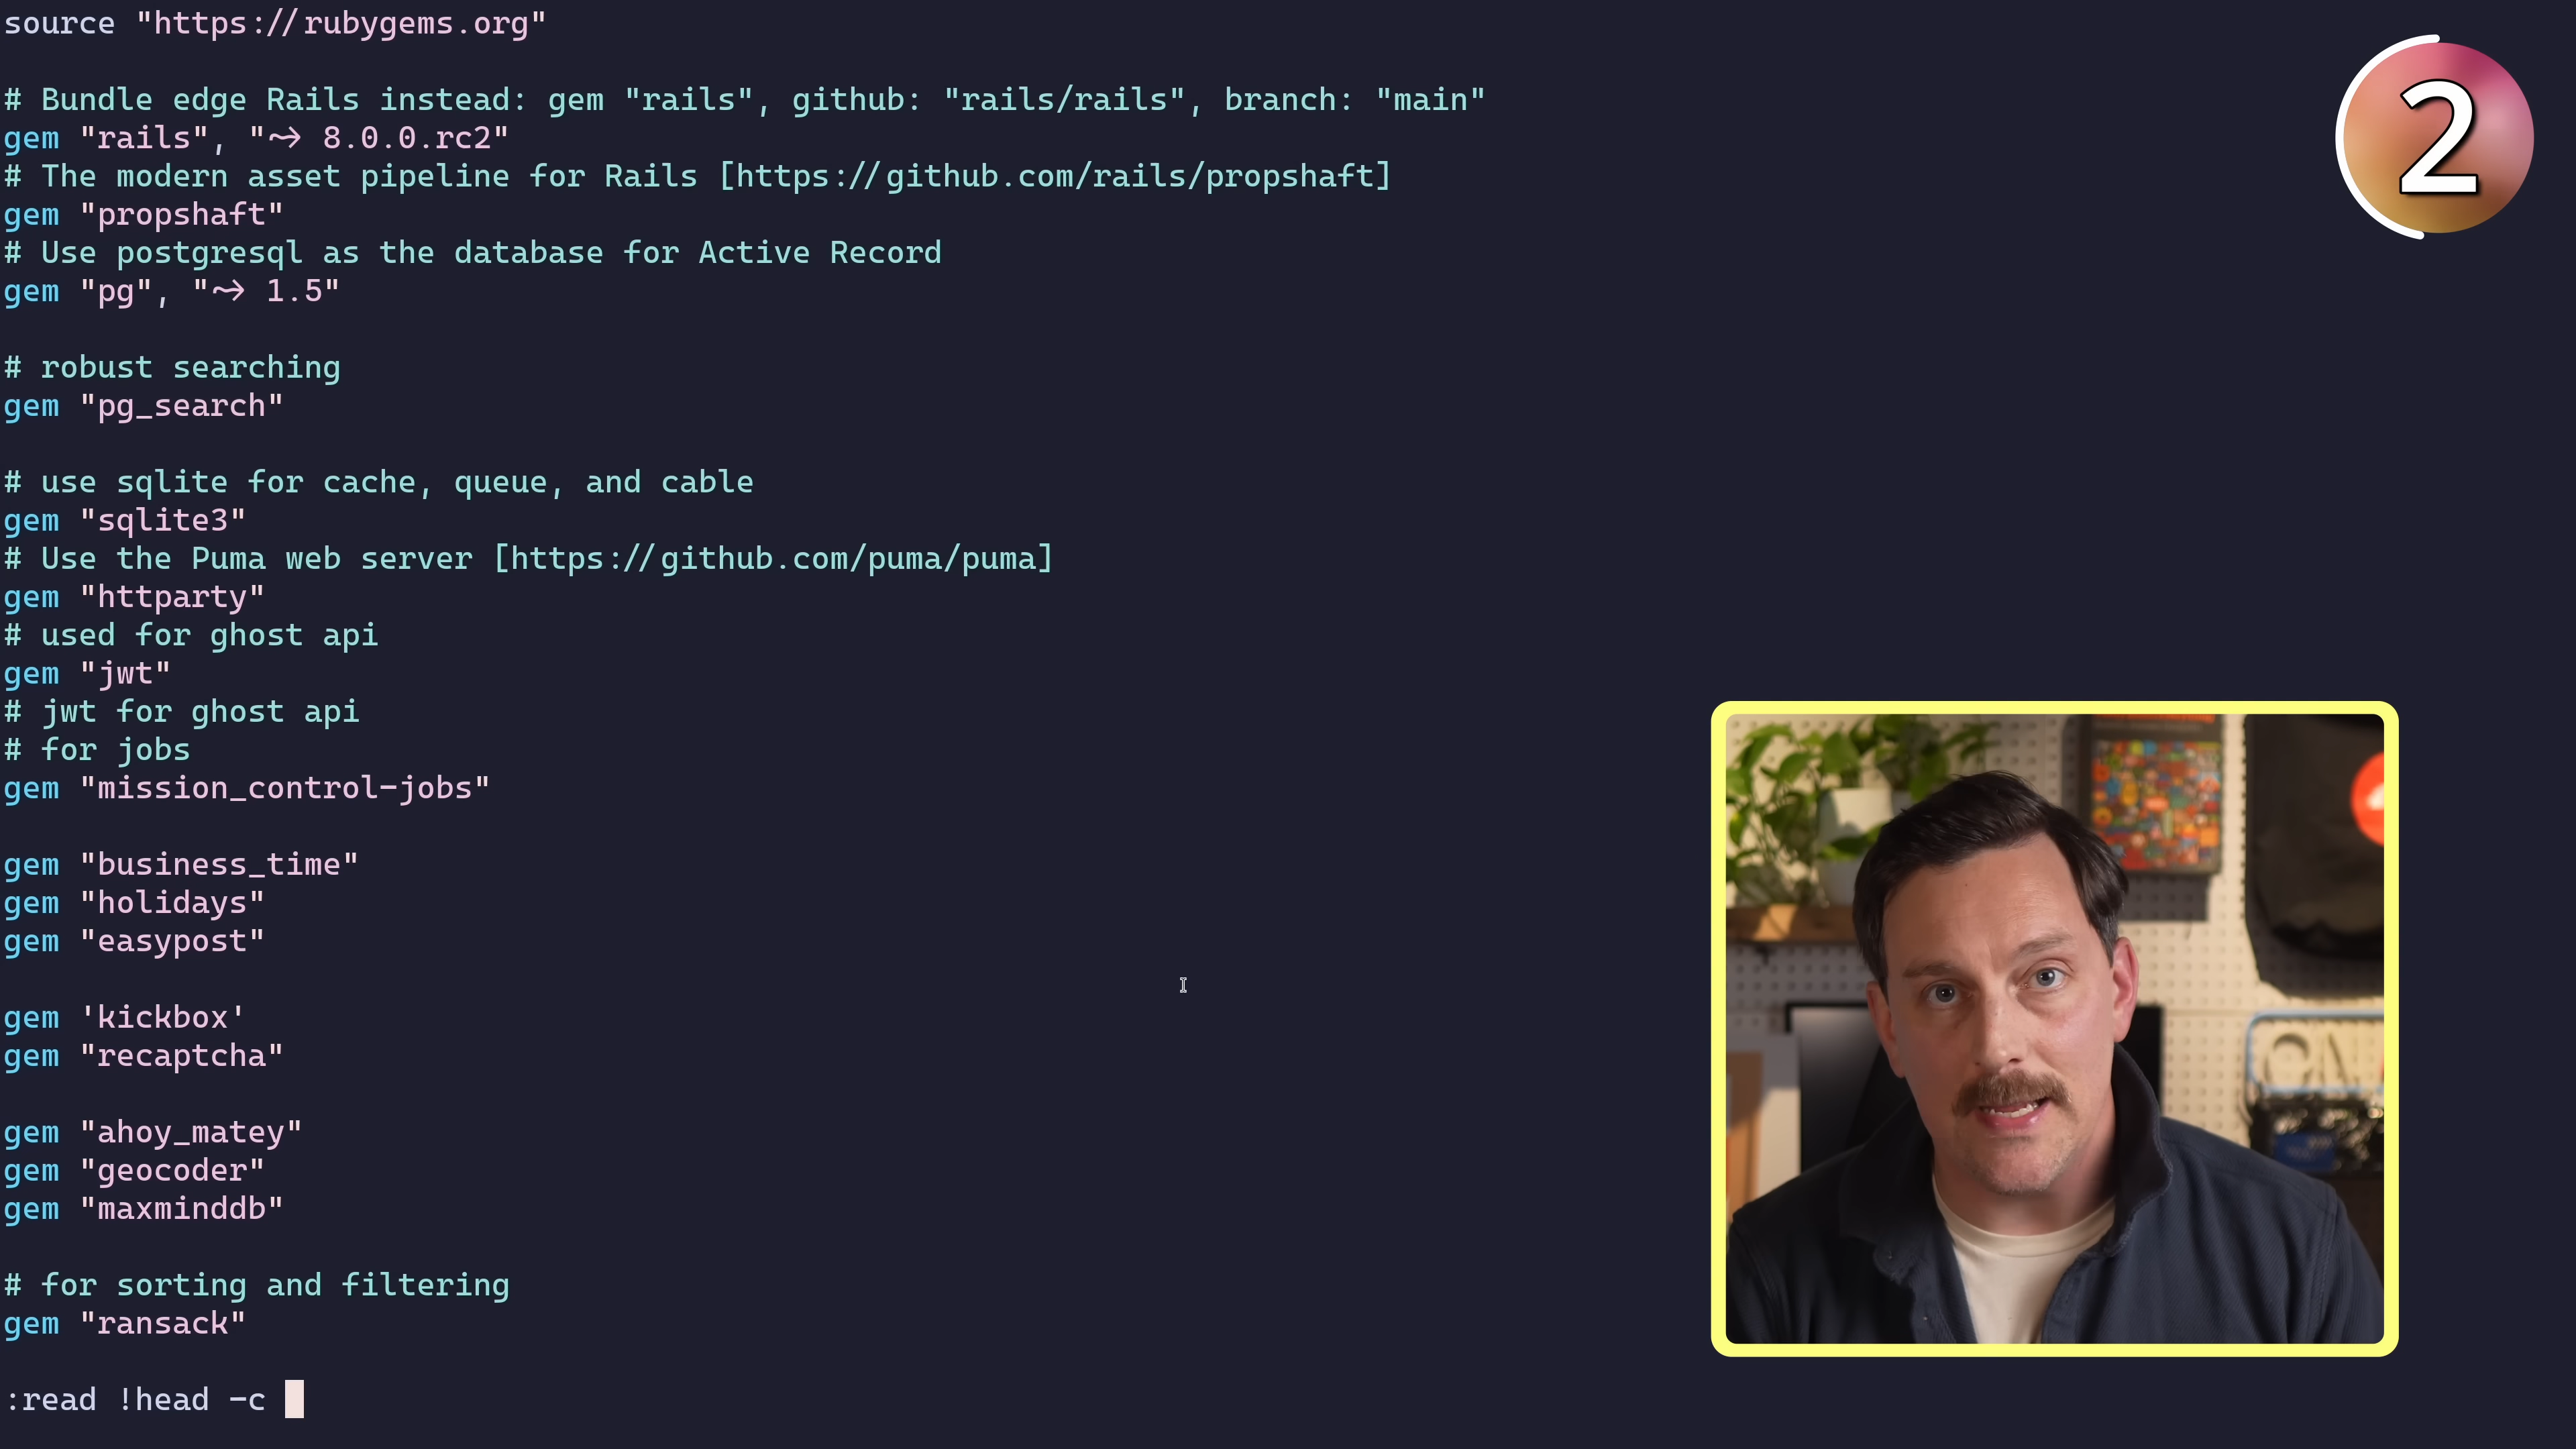 source "https://rubygems.org"
# Bundle edge Rails instead: gem "rails", github: "rails/rails", branch: "main"
gem "rails", "~> 8.0.0.rc2"
# The modern asset pipeline for Rails [https://github.com/rails/propshaft]
gem "propshaft"
# Use postgresql as the database for Active Record
gem "pg", "~> 1.5"
# robust searching
gem "pg_search"
# use sqlite for cache, queue, and cable
gem "sqlite3"
# Use the Puma web server [https://github.com/puma/puma]
gem "httparty"
# used for ghost api
gem "jwt"
# jwt for ghost api
# for jobs
gem "mission_control-jobs"
gem "business_time"
gem "holidays"
gem "easypost"
gem 'kickbox'
gem "recaptcha"
gem "ahoy_matey"
gem "geocoder"
gem "maxminddb"
# for sorting and filtering
gem "ransack"
:read !head -c
2